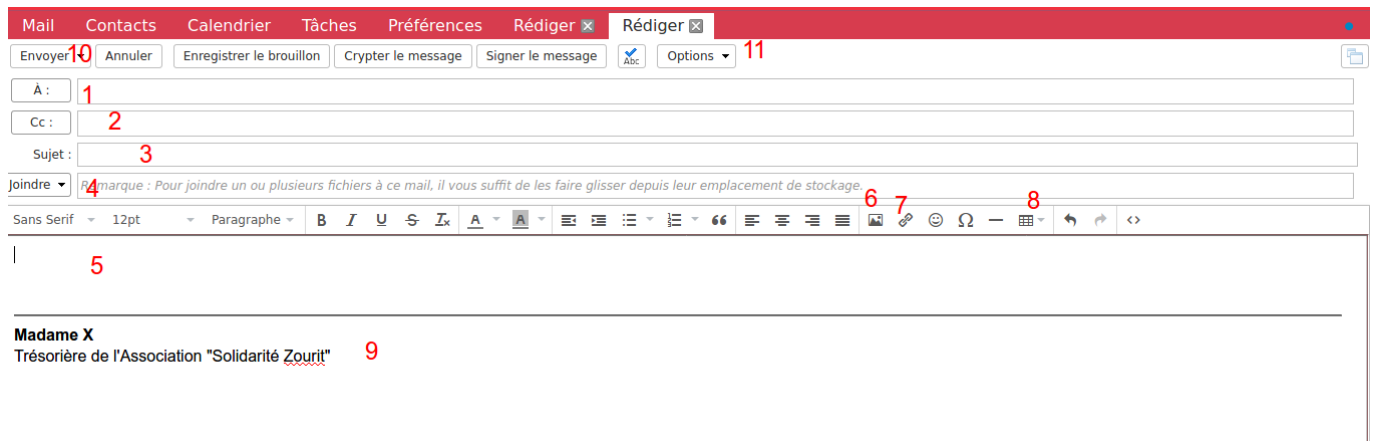 Mail Contacts Calendrier Tâches Préférences Rédiger Rédiger
Envoyer 10 Annuler Enregistrer le brouillon Crypter le message Signer le message Abc Options 11
À : 1
Cc : 2
Sujet : 3
Joindre 4 Remarque : Pour joindre un ou plusieurs fichiers à ce mail, il vous suffit de les faire glisser depuis leur emplacement de stockage.
6 7 8
Sans Serif 12pt Paragraphe B I U S Tx A A Ω
5
Madame X
Trésorière de l'Association "Solidarité Zourit" 9